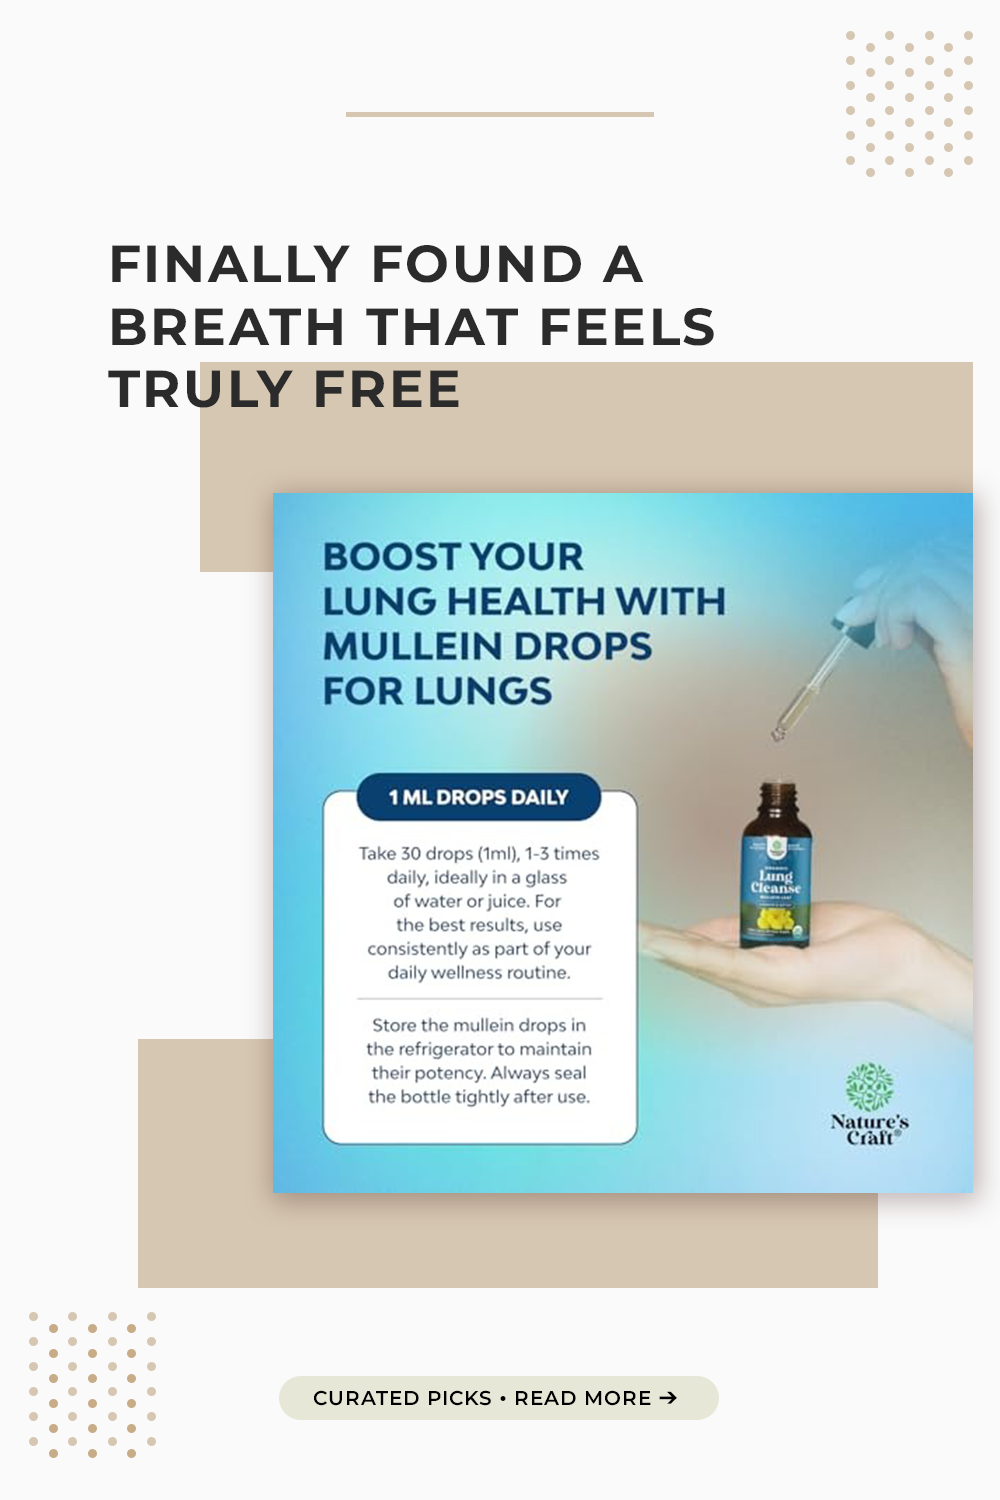 FINALLY FOUND A
BREATH THAT FEELS
TRULY FREE
BOOST YOUR
LUNG HEALTH WITH
MULLEIN DROPS
FOR LUNGS
1 ML DROPS DAILY
Take 30 drops (1ml), 1-3 times
daily, ideally in a glass
of water or juice. For
the best results, use
consistently as part of your
daily wellness routine.
Store the mullein drops in
the refrigerator to maintain
their potency. Always seal
the bottle tightly after use.
Lung
Cleanse
Nature's
Craft®
CURATED PICKS • READ MORE ➔